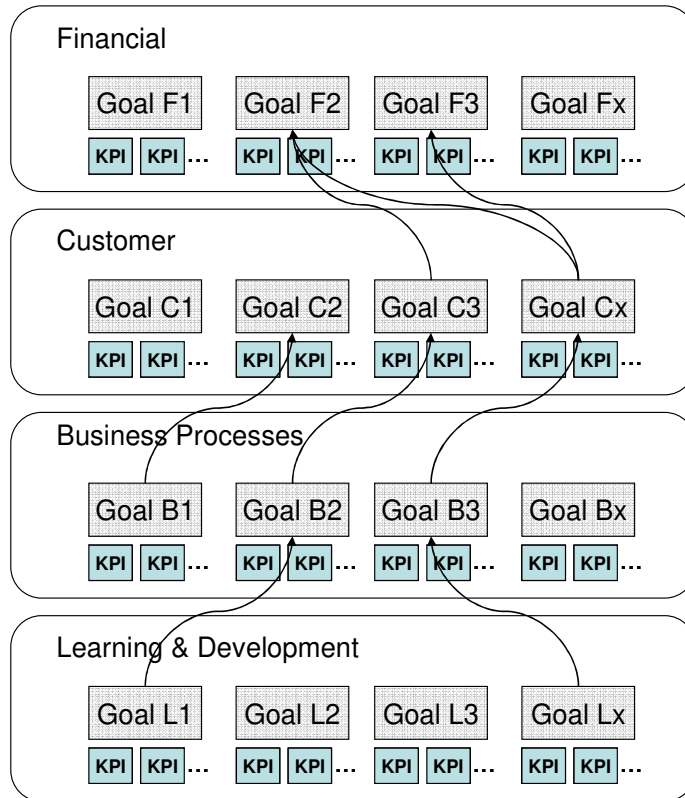 Financial
Goal F1 Goal F2 Goal F3 Goal Fx
KPI KPI ... KPI KPI ... KPI KPI ... KPI KPI ...
Customer
Goal C1 Goal C2 Goal C3 Goal Cx
KPI KPI ... KPI KPI ... KPI KPI ... KPI KPI ...
Business Processes
Goal B1 Goal B2 Goal B3 Goal Bx
KPI KPI ... KPI KPI ... KPI KPI ... KPI KPI ...
Learning & Development
Goal L1 Goal L2 Goal L3 Goal Lx
KPI KPI ... KPI KPI ... KPI KPI ... KPI KPI ...